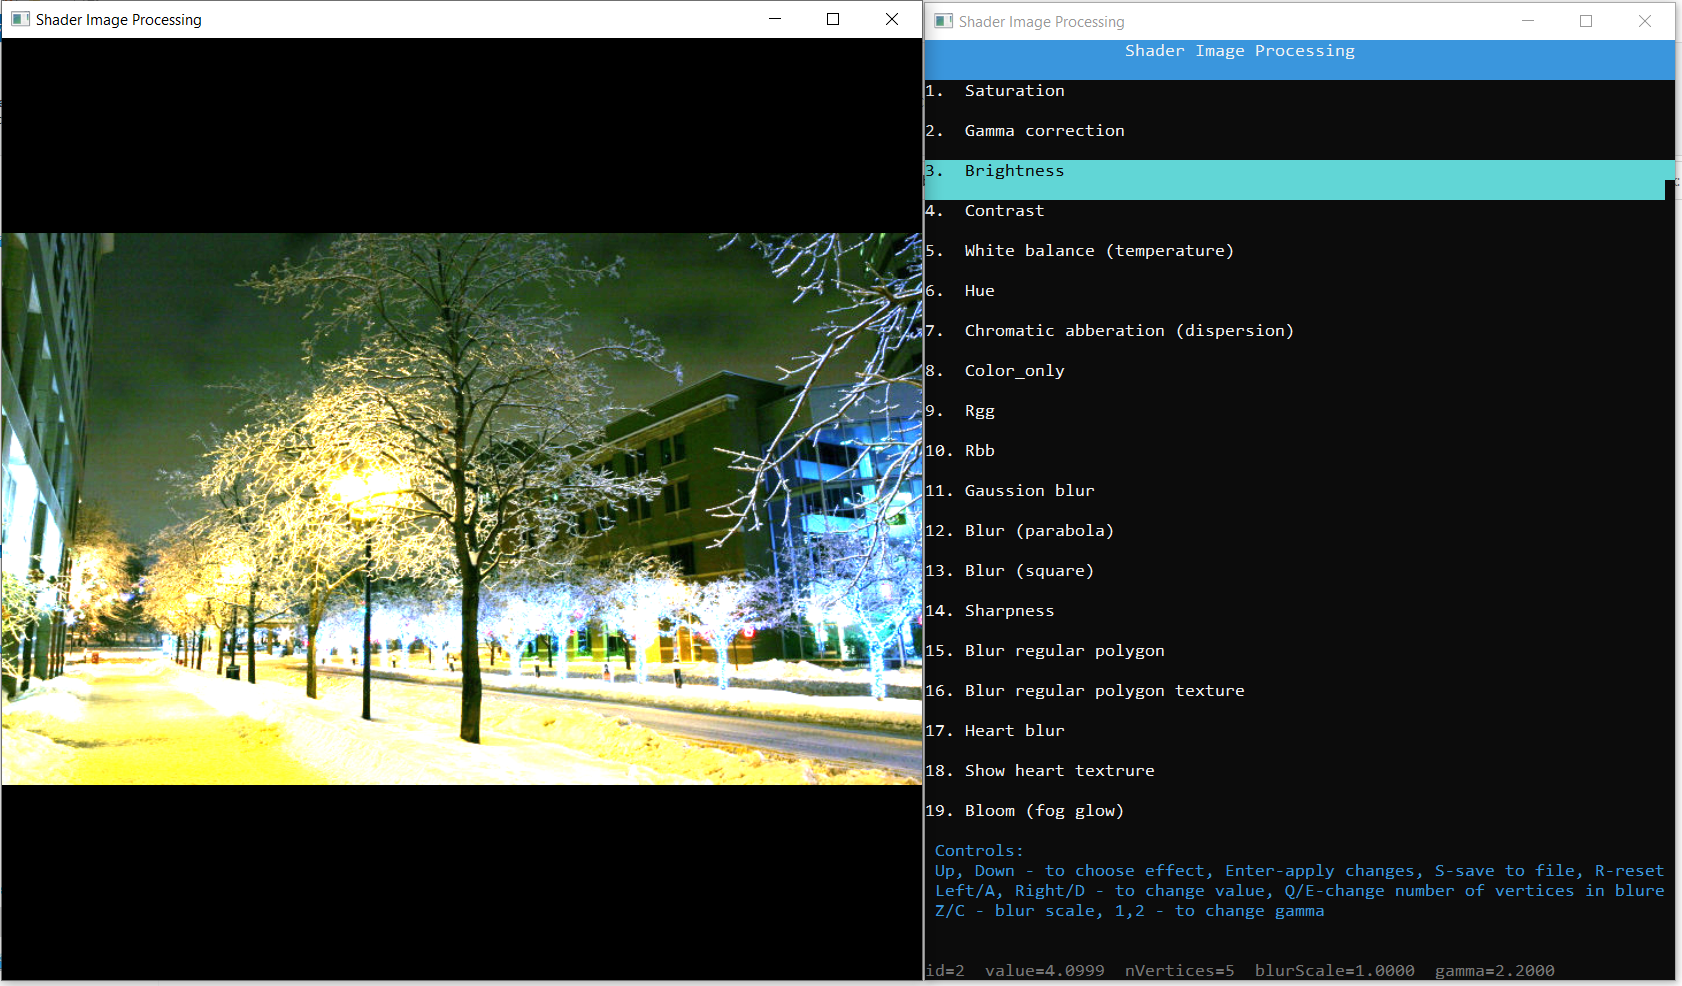 Shader Image Processing
Shader Image Processing
Shader Image Processing
1. Saturation
2. Gamma correction
3. Brightness
4. Contrast
5. White balance (temperature)
6. Hue
7. Chromatic abberation (dispersion)
8. Color_only
9. Rgg
10. Rbb
11. Gaussion blur
12. Blur (parabola)
13. Blur (square)
14. Sharpness
15. Blur regular polygon
16. Blur regular polygon texture
17. Heart blur
18. Show heart textrure
19. Bloom (fog glow)
Controls:
Up, Down - to choose effect, Enter-apply changes, S-save to file, R-reset
Left/A, Right/D - to change value, Q/E-change number of vertices in blure
Z/C - blur scale, 1,2 - to change gamma
id=2 value=4.0999 nVertices=5 blurScale=1.0000 gamma=2.2000